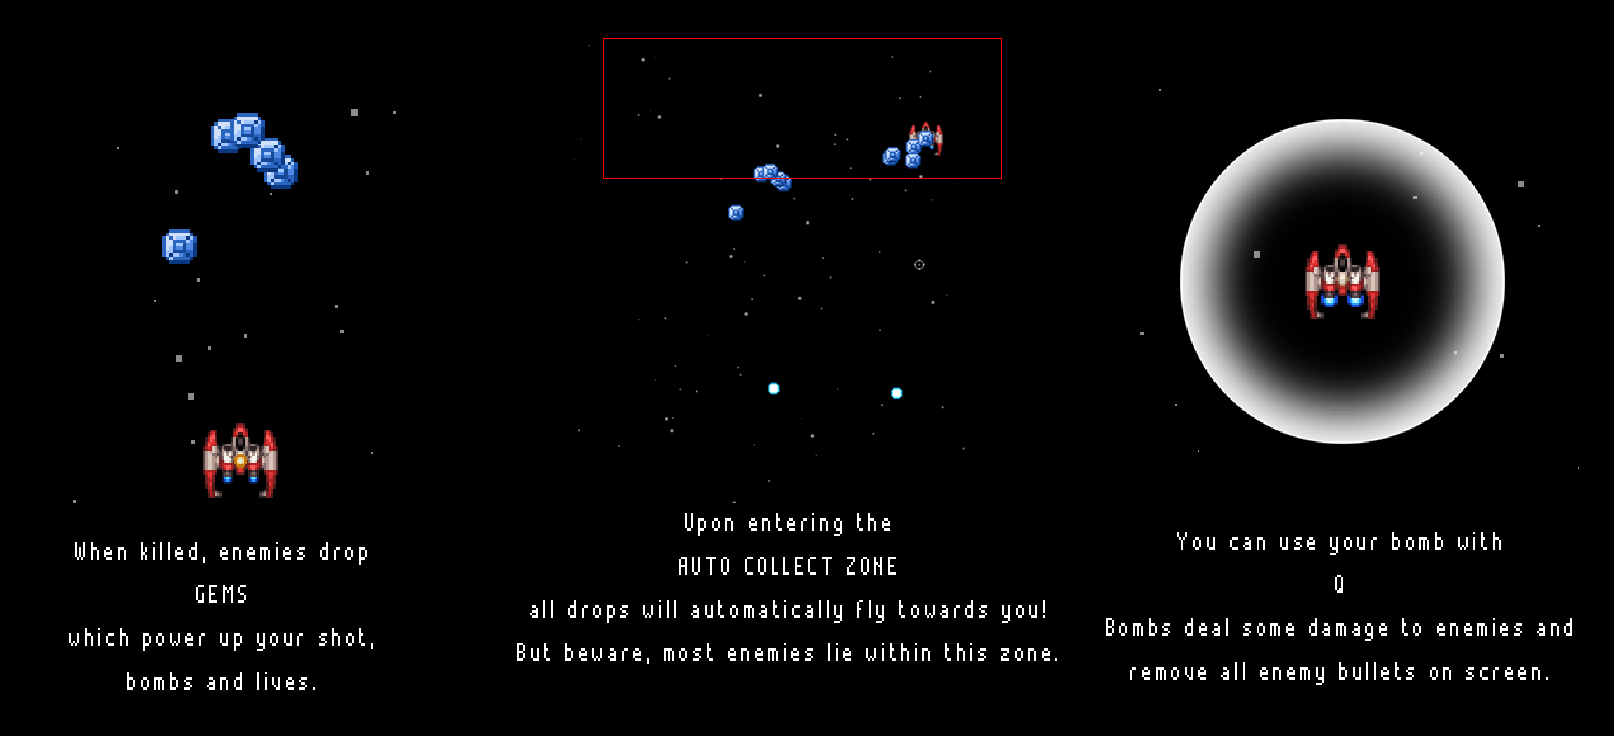 When killed, enemies drop
GEMS
which power up your shot,
bombs and lives.
Upon entering the
AUTO COLLECT ZONE
all drops will automatically fly towards you!
But beware, most enemies lie within this zone.
You can use your bomb with
Q
Bombs deal some damage to enemies and
remove all enemy bullets on screen.